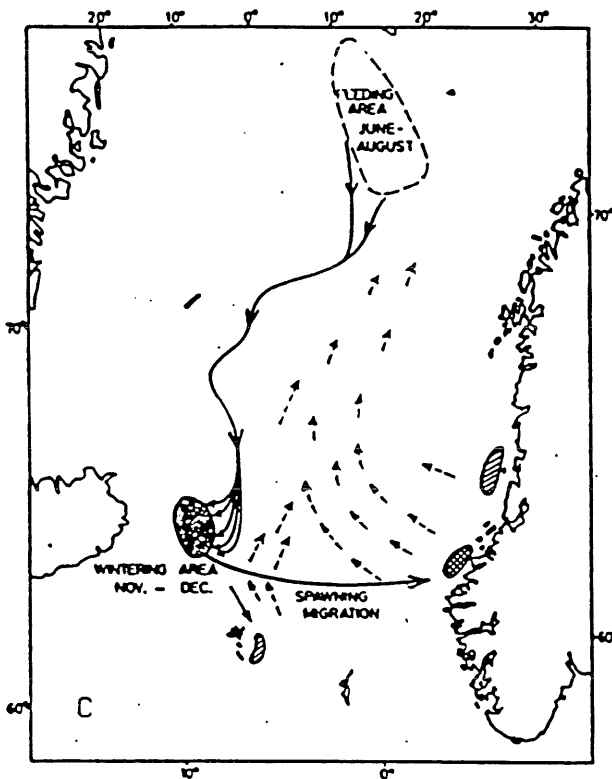 20° 10° 0° 10° 20° 30°
FEEDING
AREA
JUNE-
AUGUST
70°
70°
WINTERING AREA
NOV. – DEC.
SPAWNING
MIGRATION
60
60°
C
10° 0°